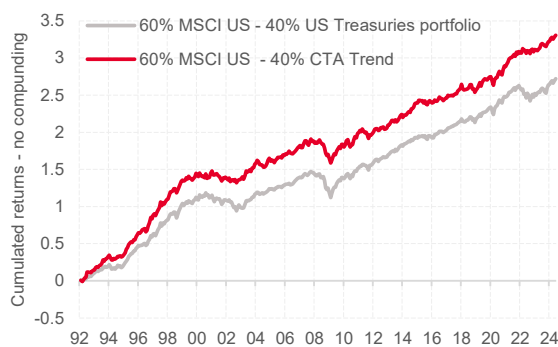 60% MSCI US - 40% US Treasuries portfolio
60% MSCI US - 40% CTA Trend
Cumulated returns - no compunding
3.5
3
2.5
2
1.5
1
0.5
0
-0.5
92 94 96 98 00 02 04 06 08 10 12 14 16 18 20 22 24